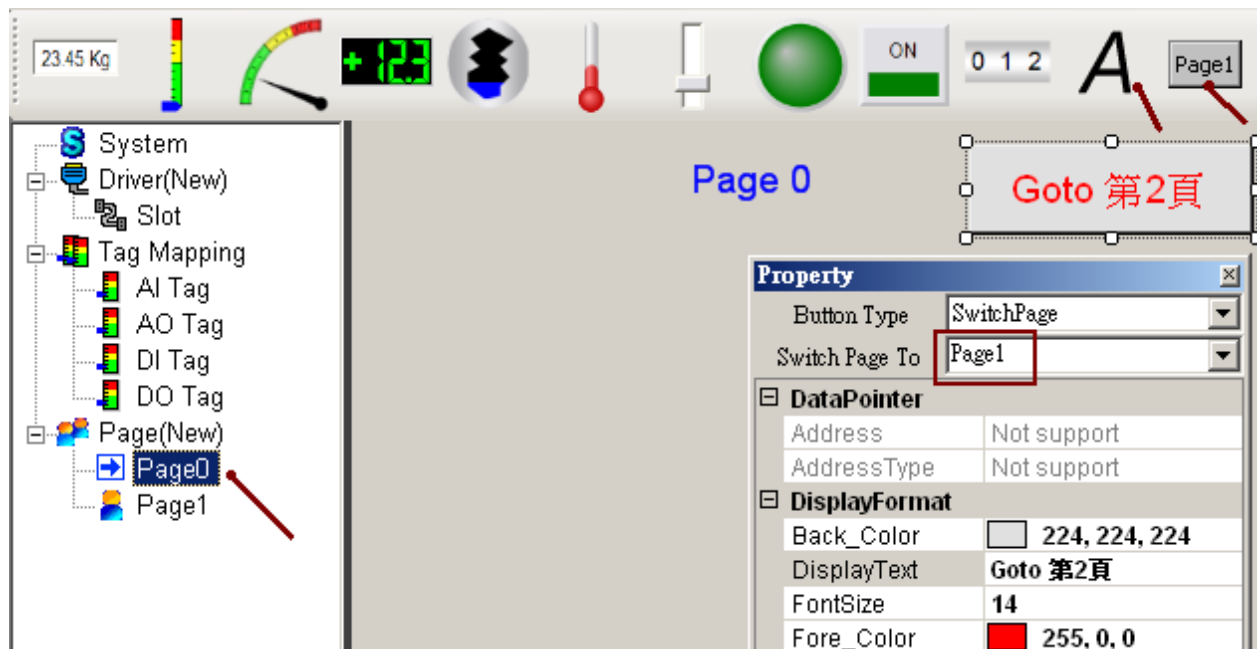 23.45 Kg
+ 12.3
ON
0 1 2
A
Page1
System
Driver(New)
Slot
Tag Mapping
AI Tag
AO Tag
DI Tag
DO Tag
Page(New)
Page0
Page1
Page 0
Goto 第2頁
Property
Button Type SwitchPage
Switch Page To Page1
DataPointer
Address Not support
AddressType Not support
DisplayFormat
Back_Color 224, 224, 224
DisplayText Goto 第2頁
FontSize 14
Fore_Color 255, 0, 0